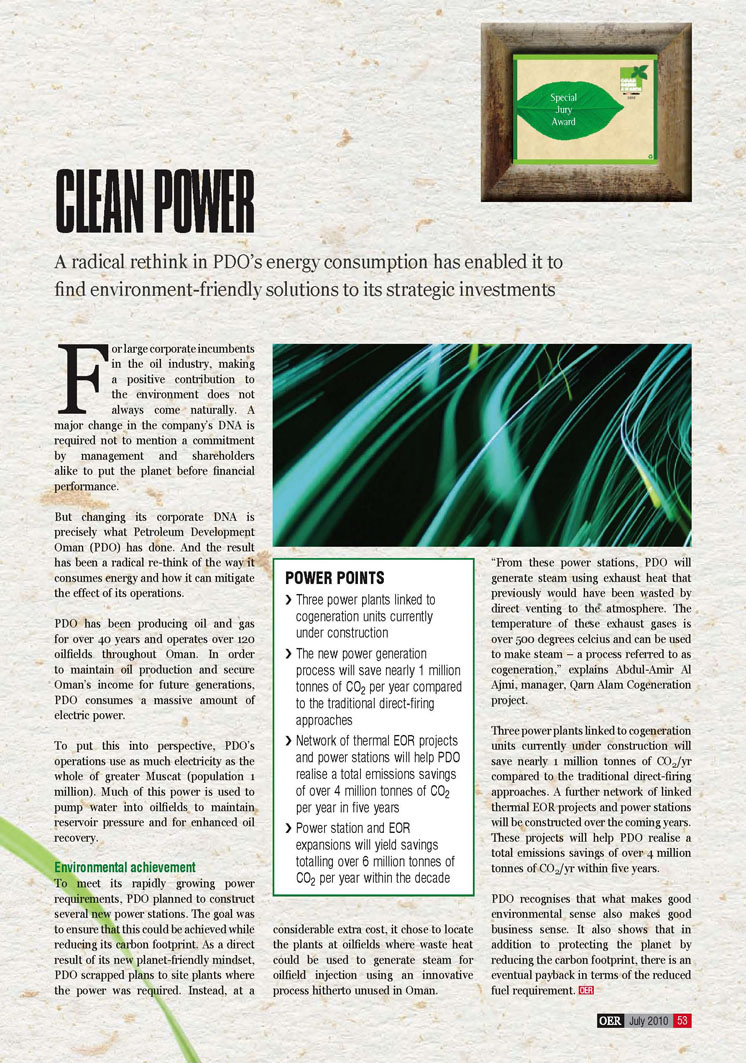 Special
Jury
Award
CLEAN POWER
A radical rethink in PDO's energy consumption has enabled it to
find environment-friendly solutions to its strategic investments
For large corporate incumbents
in the oil industry, making
a positive contribution to
the environment does not
always come naturally. A
major change in the company's DNA is
required not to mention a commitment
by management and shareholders
alike to put the planet before financial
performance.
But changing its corporate DNA is
precisely what Petroleum Development
Oman (PDO) has done. And the result
has been a radical re-think of the way it
consumes energy and how it can mitigate
the effect of its operations.
PDO has been producing oil and gas
for over 40 years and operates over 120
oilfields throughout Oman. In order
to maintain oil production and secure
Oman's income for future generations,
PDO consumes a massive amount of
electric power.
To put this into perspective, PDO's
operations use as much electricity as the
whole of greater Muscat (population 1
million). Much of this power is used to
pump water into oilfields to maintain
reservoir pressure and for enhanced oil
recovery.
Environmental achievement
To meet its rapidly growing power
requirements, PDO planned to construct
several new power stations. The goal was
to ensure that this could be achieved while
reducing its carbon footprint. As a direct
result of its new planet-friendly mindset,
PDO scrapped plans to site plants where
the power was required. Instead, at a
POWER POINTS
❯ Three power plants linked to
cogeneration units currently
under construction
❯ The new power generation
process will save nearly 1 million
tonnes of CO₂ per year compared
to the traditional direct-firing
approaches
❯ Network of thermal EOR projects
and power stations will help PDO
realise a total emissions savings
of over 4 million tonnes of CO₂
per year in five years
❯ Power station and EOR
expansions will yield savings
totalling over 6 million tonnes of
CO₂ per year within the decade
considerable extra cost, it chose to locate
the plants at oilfields where waste heat
could be used to generate steam for
oilfield injection using an innovative
process hitherto unused in Oman.
"From these power stations, PDO will
generate steam using exhaust heat that
previously would have been wasted by
direct venting to the atmosphere. The
temperature of these exhaust gases is
over 500 degrees celcius and can be used
to make steam – a process referred to as
cogeneration," explains Abdul-Amir Al
Ajmi, manager, Qarn Alam Cogeneration
project.
Three power plants linked to cogeneration
units currently under construction will
save nearly 1 million tonnes of CO₂/yr
compared to the traditional direct-firing
approaches. A further network of linked
thermal EOR projects and power stations
will be constructed over the coming years.
These projects will help PDO realise a
total emissions savings of over 4 million
tonnes of CO₂/yr within five years.
PDO recognises that what makes good
environmental sense also makes good
business sense. It also shows that in
addition to protecting the planet by
reducing the carbon footprint, there is an
eventual payback in terms of the reduced
fuel requirement. OER
OER July 2010 53